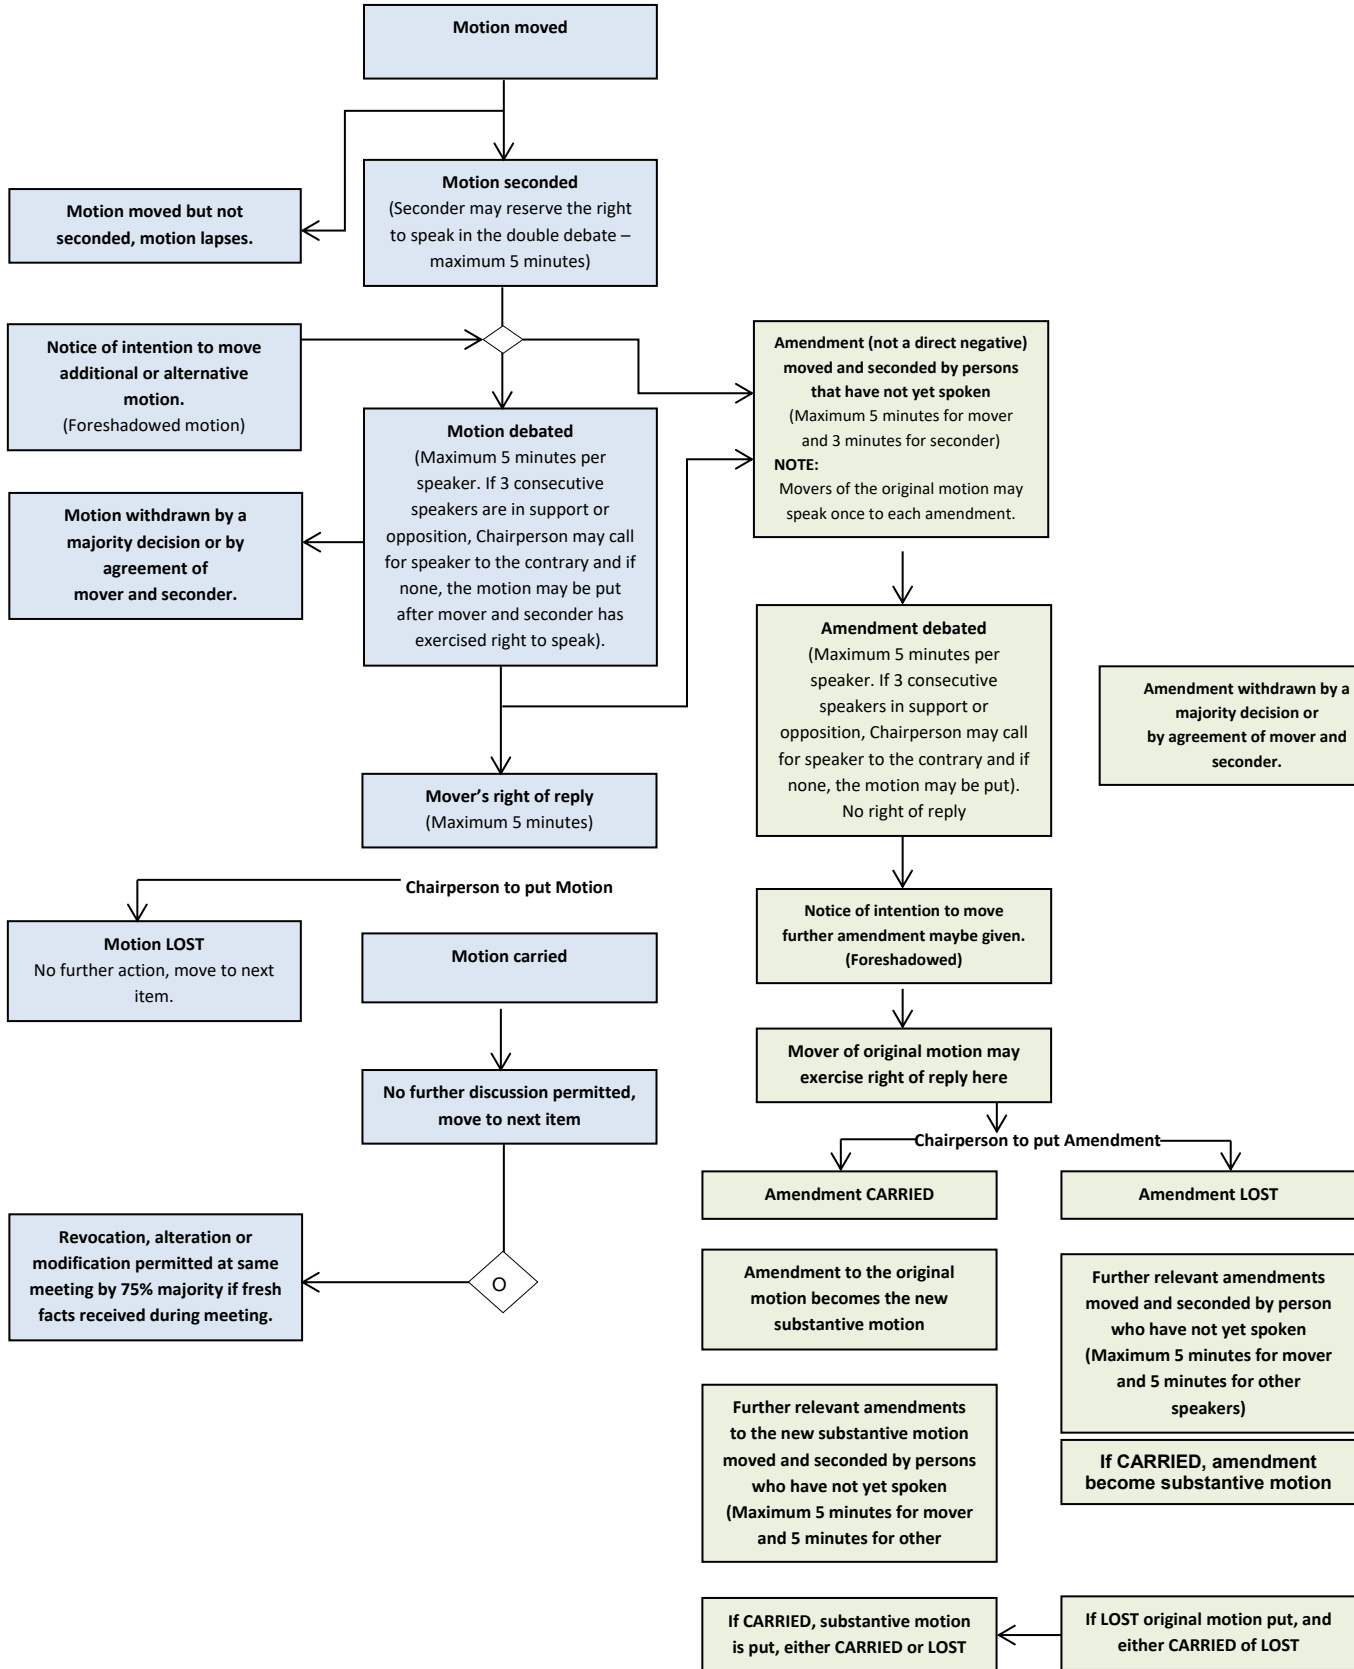 Motion moved
Motion seconded
(Seconder may reserve the right
to speak in the double debate –
maximum 5 minutes)
Motion moved but not
seconded, motion lapses.
Notice of intention to move
additional or alternative
motion.
(Foreshadowed motion)
Motion debated
(Maximum 5 minutes per
speaker. If 3 consecutive
speakers are in support or
opposition, Chairperson may call
for speaker to the contrary and if
none, the motion may be put
after mover and seconder has
exercised right to speak).
Motion withdrawn by a
majority decision or by
agreement of
mover and seconder.
Mover’s right of reply
(Maximum 5 minutes)
Chairperson to put Motion
Motion LOST
No further action, move to next
item.
Motion carried
No further discussion permitted,
move to next item
O
Revocation, alteration or
modification permitted at same
meeting by 75% majority if fresh
facts received during meeting.
Amendment (not a direct negative)
moved and seconded by persons
that have not yet spoken
(Maximum 5 minutes for mover
and 3 minutes for seconder)
NOTE:
Movers of the original motion may
speak once to each amendment.
Amendment debated
(Maximum 5 minutes per
speaker. If 3 consecutive
speakers in support or
opposition, Chairperson may call
for speaker to the contrary and if
none, the motion may be put).
No right of reply
Amendment withdrawn by a
majority decision or
by agreement of mover and
seconder.
Notice of intention to move
further amendment maybe given.
(Foreshadowed)
Mover of original motion may
exercise right of reply here
Chairperson to put Amendment
Amendment CARRIED
Amendment to the original
motion becomes the new
substantive motion
Further relevant amendments
to the new substantive motion
moved and seconded by persons
who have not yet spoken
(Maximum 5 minutes for mover
and 5 minutes for other
If CARRIED, substantive motion
is put, either CARRIED or LOST
Amendment LOST
Further relevant amendments
moved and seconded by person
who have not yet spoken
(Maximum 5 minutes for mover
and 5 minutes for other
speakers)
If CARRIED, amendment
become substantive motion
If LOST original motion put, and
either CARRIED of LOST